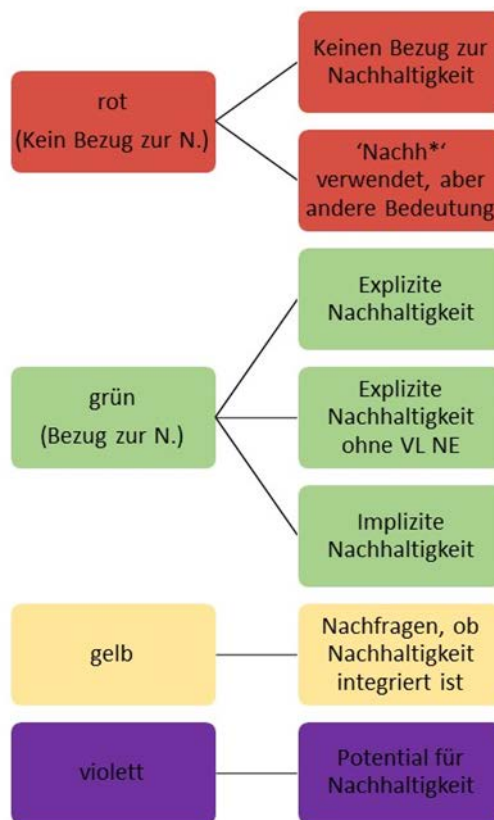 rot
(Kein Bezug zur N.)
Keinen Bezug zur
Nachhaltigkeit
‘Nachh*‘
verwendet, aber
andere Bedeutung
grün
(Bezug zur N.)
Explizite
Nachhaltigkeit
Explizite
Nachhaltigkeit
ohne VL NE
Implizite
Nachhaltigkeit
gelb
Nachfragen, ob
Nachhaltigkeit
integriert ist
violett
Potential für
Nachhaltigkeit